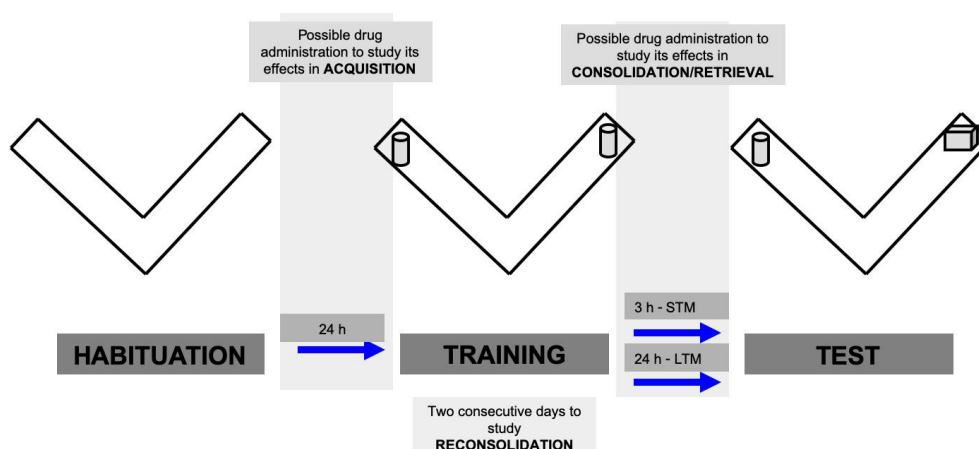 Possible drug
administration to study its
effects in ACQUISITION
Possible drug administration to
study its effects in
CONSOLIDATION/RETRIEVAL
24 h
3 h - STM
24 h - LTM
HABITUATION
TRAINING
TEST
Two consecutive days to
study
RECONSOLIDATION